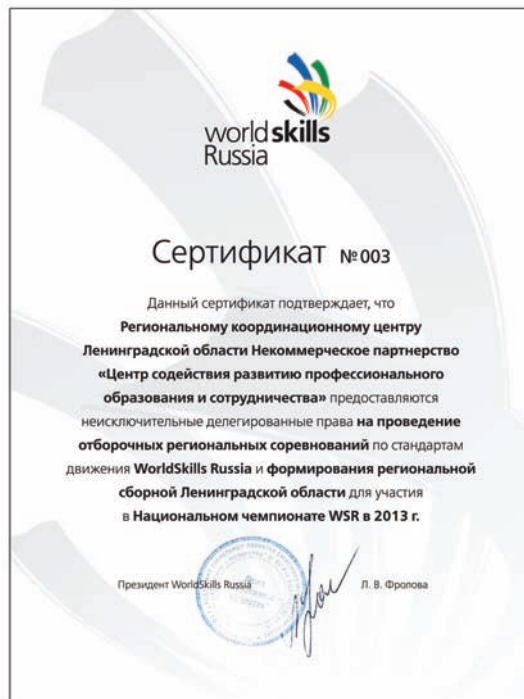 world skills
Russia
Сертификат № 003
Данный сертификат подтверждает, что
Региональному координационному центру
Ленинградской области Некоммерческое партнерство
«Центр содействия развитию профессионального
образования и сотрудничества» предоставляются
неисключительные делегированные права на проведение
отборочных региональных соревнований по стандартам
движения WorldSkills Russia и формирования региональной
сборной Ленинградской области для участия
в Национальном чемпионате WSR в 2013 г.
Президент WorldSkills Russia Л. В. Фролова